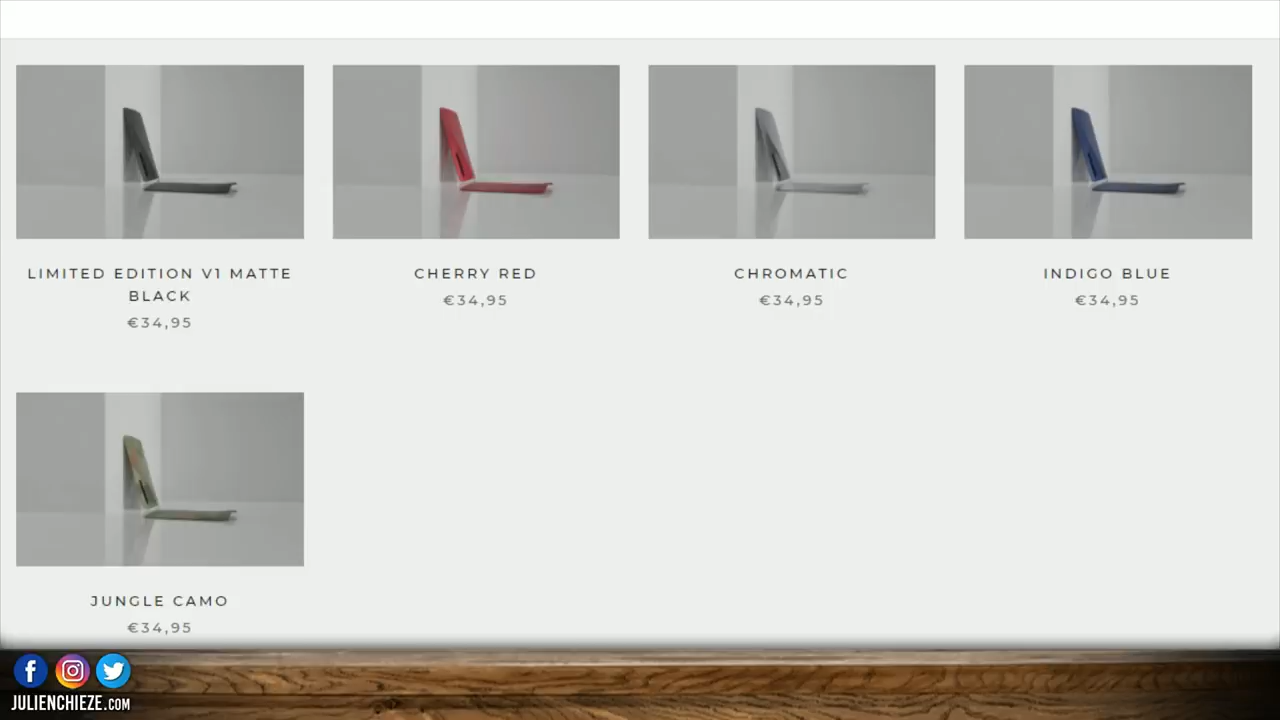 LIMITED EDITION V1 MATTE
BLACK
€34,95
CHERRY RED
€34,95
CHROMATIC
€34,95
INDIGO BLUE
€34,95
JUNGLE CAMO
€34,95
JULIENCHIEZE.COM